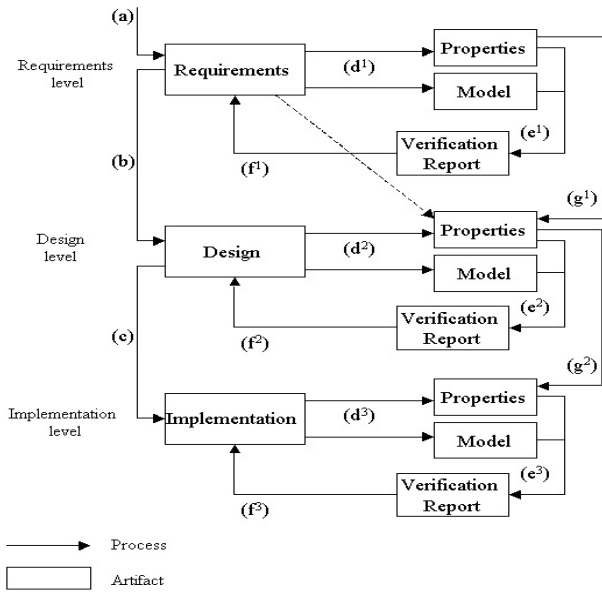 (a)
Requirements
level
Requirements
(d¹)
Properties
Model
(e¹)
Verification
Report
(f¹)
(b)
(g¹)
Design
level
Design
(d²)
Properties
Model
(e²)
Verification
Report
(f²)
(c)
(g²)
Implementation
level
Implementation
(d³)
Properties
Model
(e³)
Verification
Report
(f³)
Process
Artifact